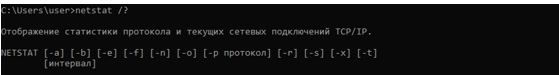 C:\Users\user>netstat /?
Отображение статистики протокола и текущих сетевых подключений TCP/IP.
NETSTAT [-a] [-b] [-e] [-f] [-n] [-o] [-p протокол] [-r] [-s] [-x] [-t]
[интервал]